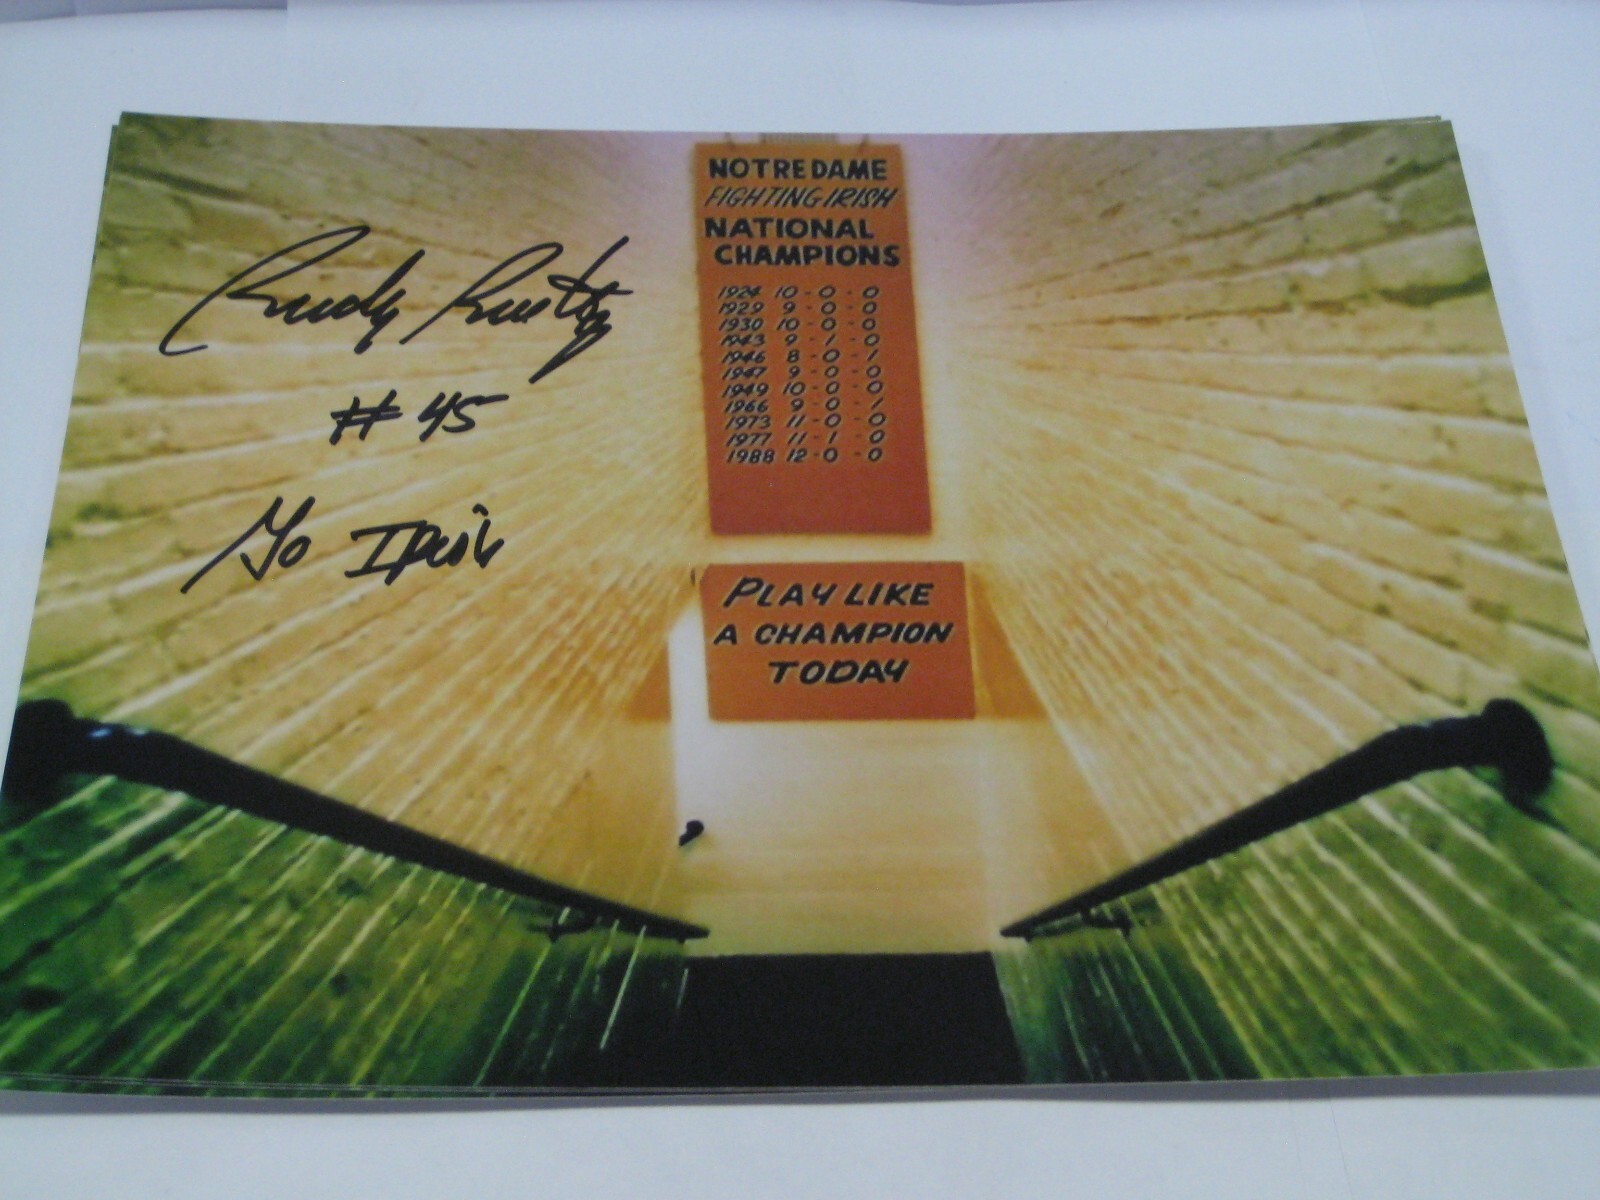 NOTRE DAME
FIGHTING IRISH
NATIONAL
CHAMPIONS
1924 10-0-0
1929 9-0-0
1930 10-0-0
1943 9-1-0
1946 8-0-1
1947 9-0-0
1949 10-0-0
1966 9-0-1
1973 11-0-0
1977 11-1-0
1988 12-0-0
PLAY LIKE
A CHAMPION
TODAY
Rudy Ruettiger
# 45
Go Irish